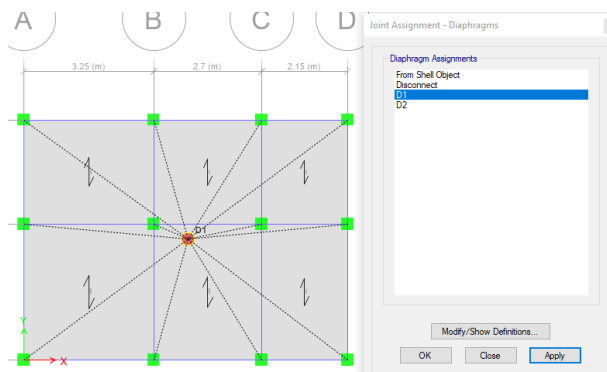 A B C D
3.25 (m) 2.7 (m) 2.15 (m)
D1
Y
X
Joint Assignment - Diaphragms
Diaphragm Assignments
From Shell Object
Disconnect
D1
D2
Modify/Show Definitions...
OK Close Apply